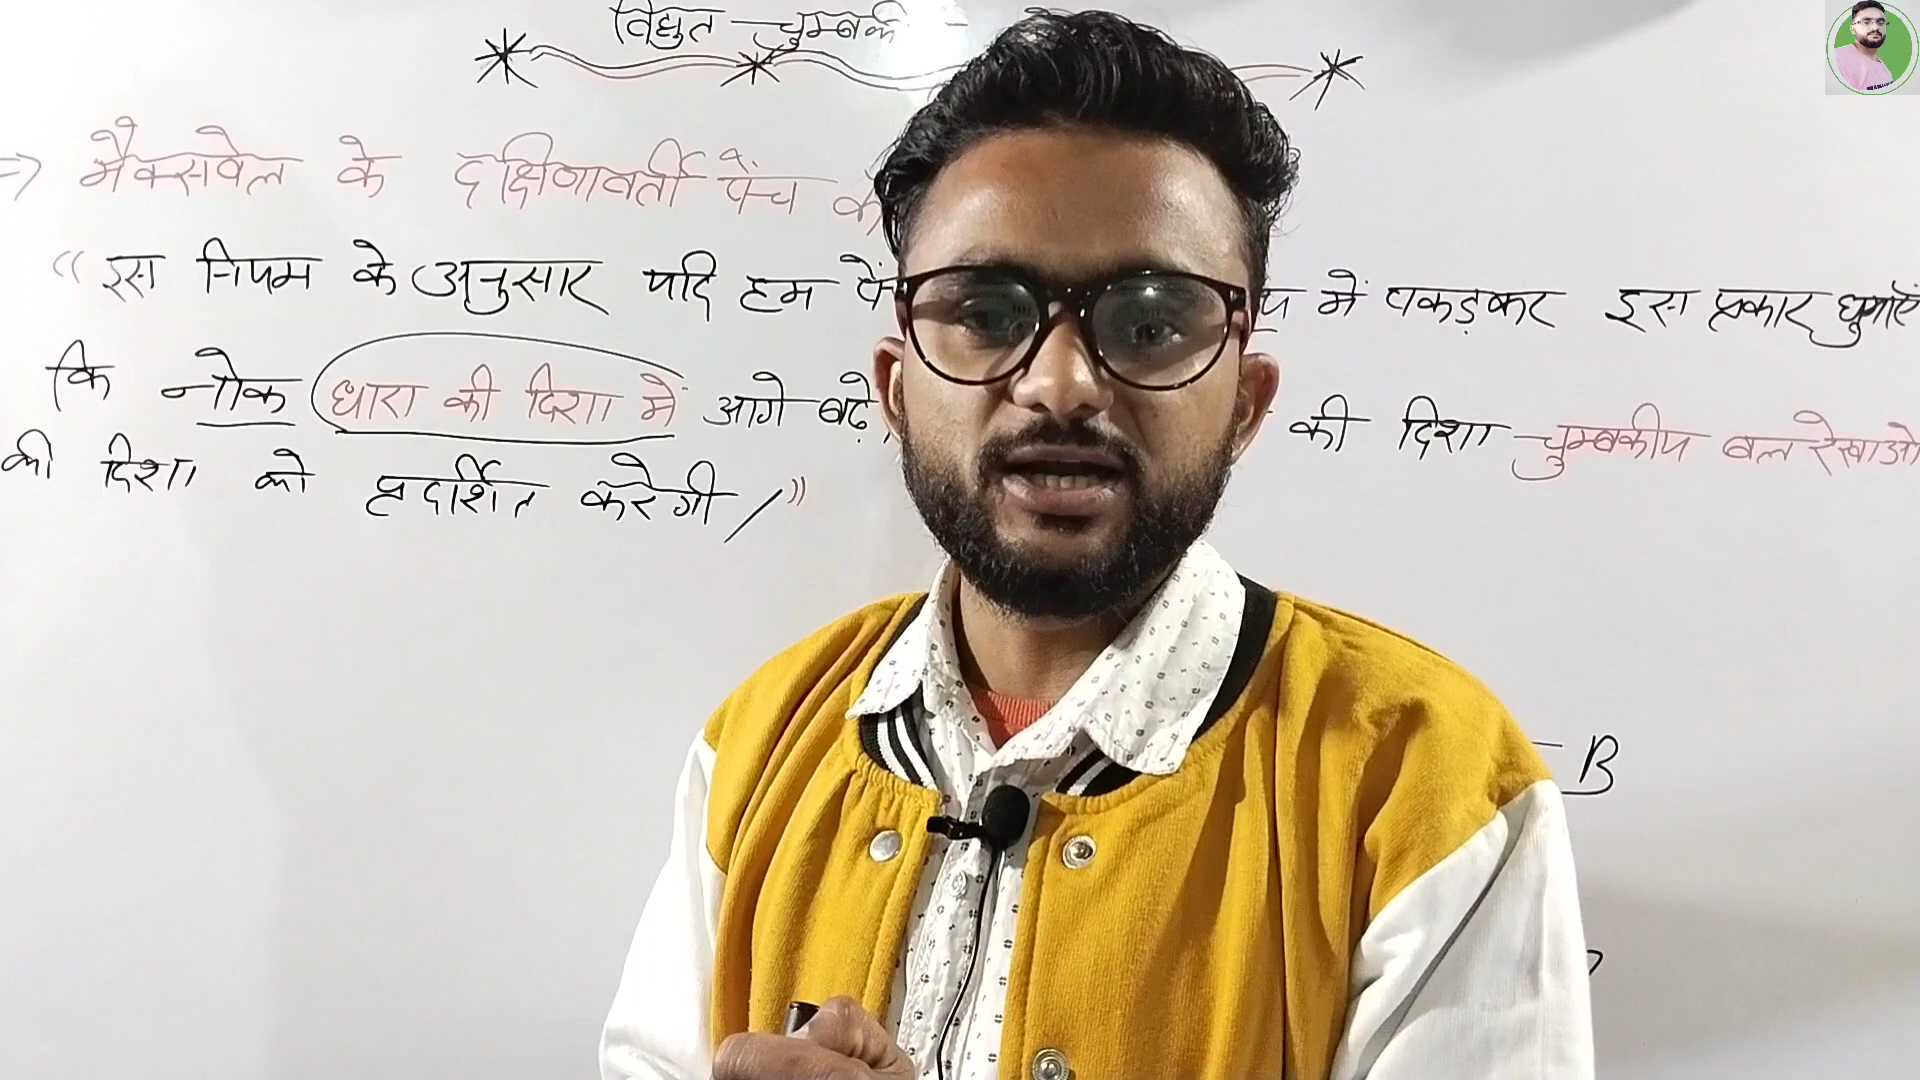 विद्युत चुम्बकी
=> मैक्सवेल के दक्षिणावर्ती पेंच
"इस नियम के अनुसार यदि हम में पकड़कर इस प्रकार घुमाएँ
कि नोक धारा की दिशा में आगे बढ़े, की दिशा चुम्बकीय बल रेखाओ
की दिशा को प्रदर्शित करेगी /"
B